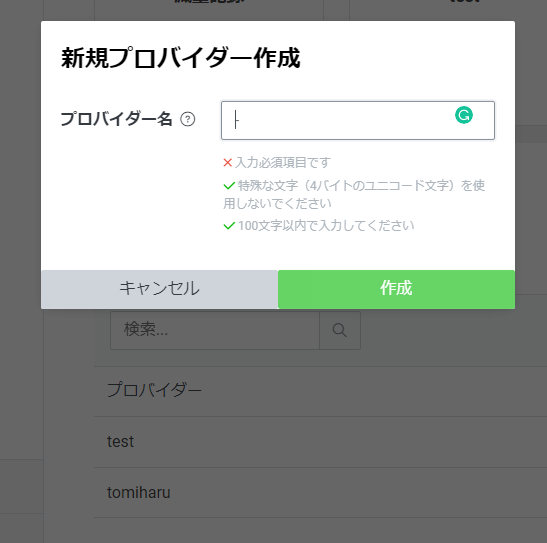 test
新規プロバイダー作成
プロバイダー名
入力必須項目です
特殊な文字（4バイトのユニコード文字）を使
用しないでください
100文字以内で入力してください
キャンセル
作成
検索...
プロバイダー
test
tomiharu